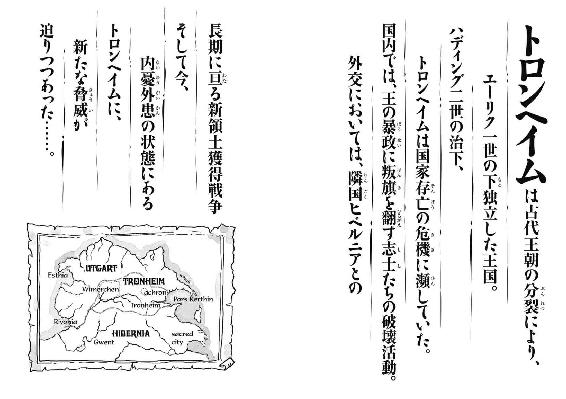 トロンヘイムは古代王朝の分裂により、
エーリク一世の下独立した王国。
ハディング二世の治下、
トロンヘイムは国家存亡の危機に瀕していた。
国内では、王の暴政に叛旗を翻す志士たちの破壊活動。
外交においては、隣国ヒベルニアとの
長期に亘る新領土獲得戦争
そして今、
内憂外患の状態にある
トロンヘイムに、
新たな脅威が
迫りつつあった……。
UTGART
Esthia
TRONHEIM
Wimerchen
Tronheim
Pars Kerthin
Rivonia
HIBERNIA
Gwent
sacred
city